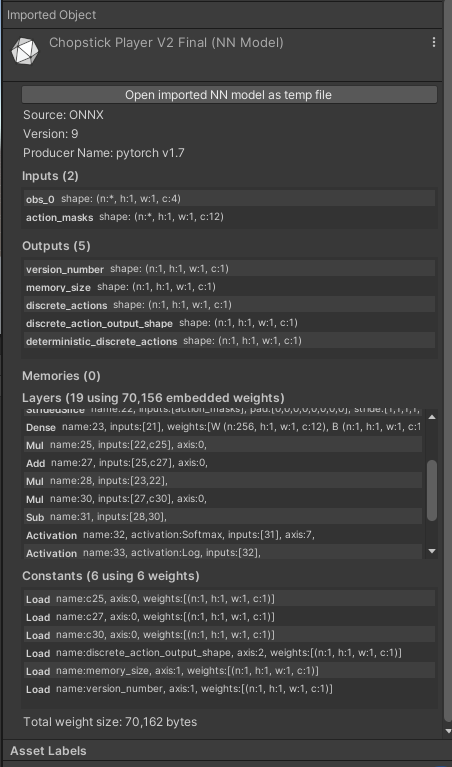 Imported Object
Chopstick Player V2 Final (NN Model)
Open imported NN model as temp file
Source: ONNX
Version: 9
Producer Name: pytorch v1.7
Inputs (2)
obs_0 shape: (n:*, h:1, w:1, c:4)
action_masks shape: (n:*, h:1, w:1, c:12)
Outputs (5)
version_number shape: (n:1, h:1, w:1, c:1)
memory_size shape: (n:1, h:1, w:1, c:1)
discrete_actions shape: (n:1, h:1, w:1, c:1)
discrete_action_output_shape shape: (n:1, h:1, w:1, c:1)
deterministic_discrete_actions shape: (n:1, h:1, w:1, c:1)
Memories (0)
Layers (19 using 70,156 embedded weights)
StridedSlice name:22, inputs:[action_masks], pad:[0,0,0,0,0,0,0,0], stride:[1,1,1,1,
Dense name:23, inputs:[21], weights:[W (n:256, h:1, w:1, c:12), B (n:1, h:1, w:1, c:1
Mul name:25, inputs:[22,c25], axis:0,
Add name:27, inputs:[25,c27], axis:0,
Mul name:28, inputs:[23,22],
Mul name:30, inputs:[27,c30], axis:0,
Sub name:31, inputs:[28,30],
Activation name:32, activation:Softmax, inputs:[31], axis:7,
Activation name:33, activation:Log, inputs:[32],
Constants (6 using 6 weights)
Load name:c25, axis:0, weights:[(n:1, h:1, w:1, c:1)]
Load name:c27, axis:0, weights:[(n:1, h:1, w:1, c:1)]
Load name:c30, axis:0, weights:[(n:1, h:1, w:1, c:1)]
Load name:discrete_action_output_shape, axis:2, weights:[(n:1, h:1, w:1, c:1)]
Load name:memory_size, axis:1, weights:[(n:1, h:1, w:1, c:1)]
Load name:version_number, axis:1, weights:[(n:1, h:1, w:1, c:1)]
Total weight size: 70,162 bytes
Asset Labels